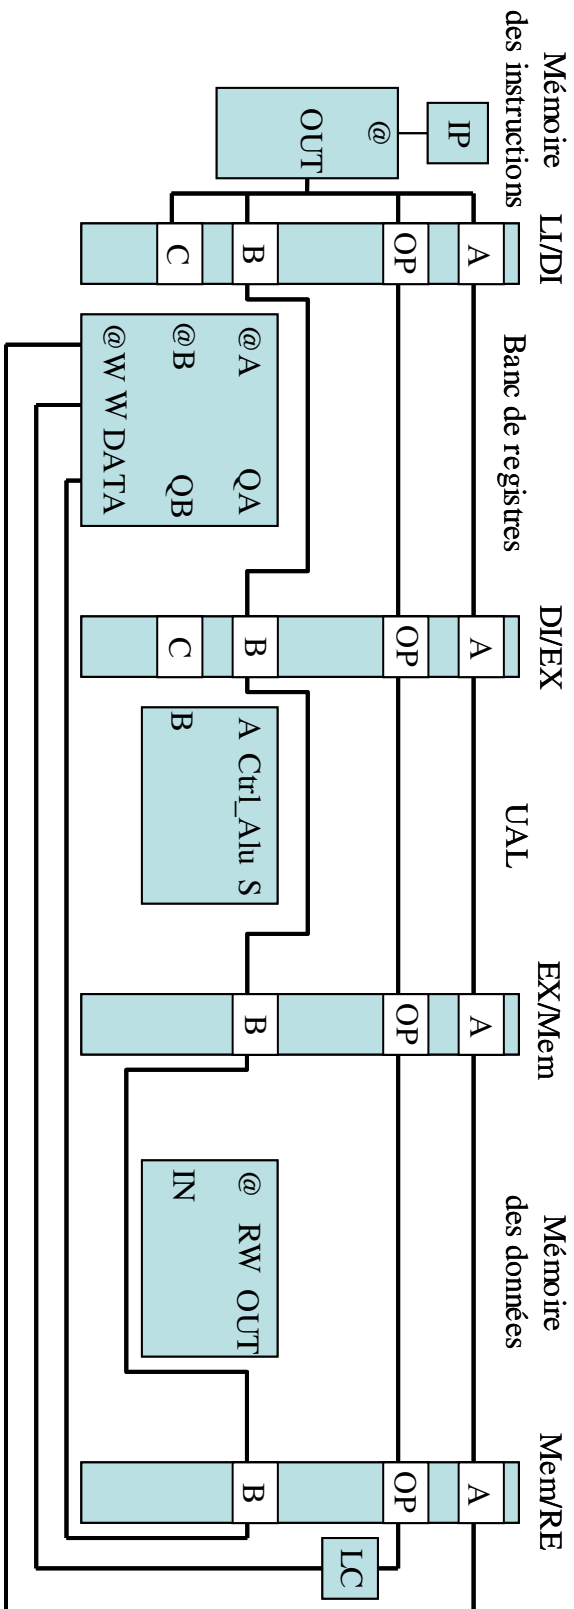 Mémoire
des instructions
LI/DI
Banc de registres
DI/EX
UAL
EX/Mem
Mémoire
des données
Mem/RE
IP
@
OUT
A
OP
B
C
@A
QA
@B
QB
@W W DATA
A
OP
B
C
A Ctrl_Alu S
B
A
OP
B
@ RW OUT
IN
A
OP
B
LC